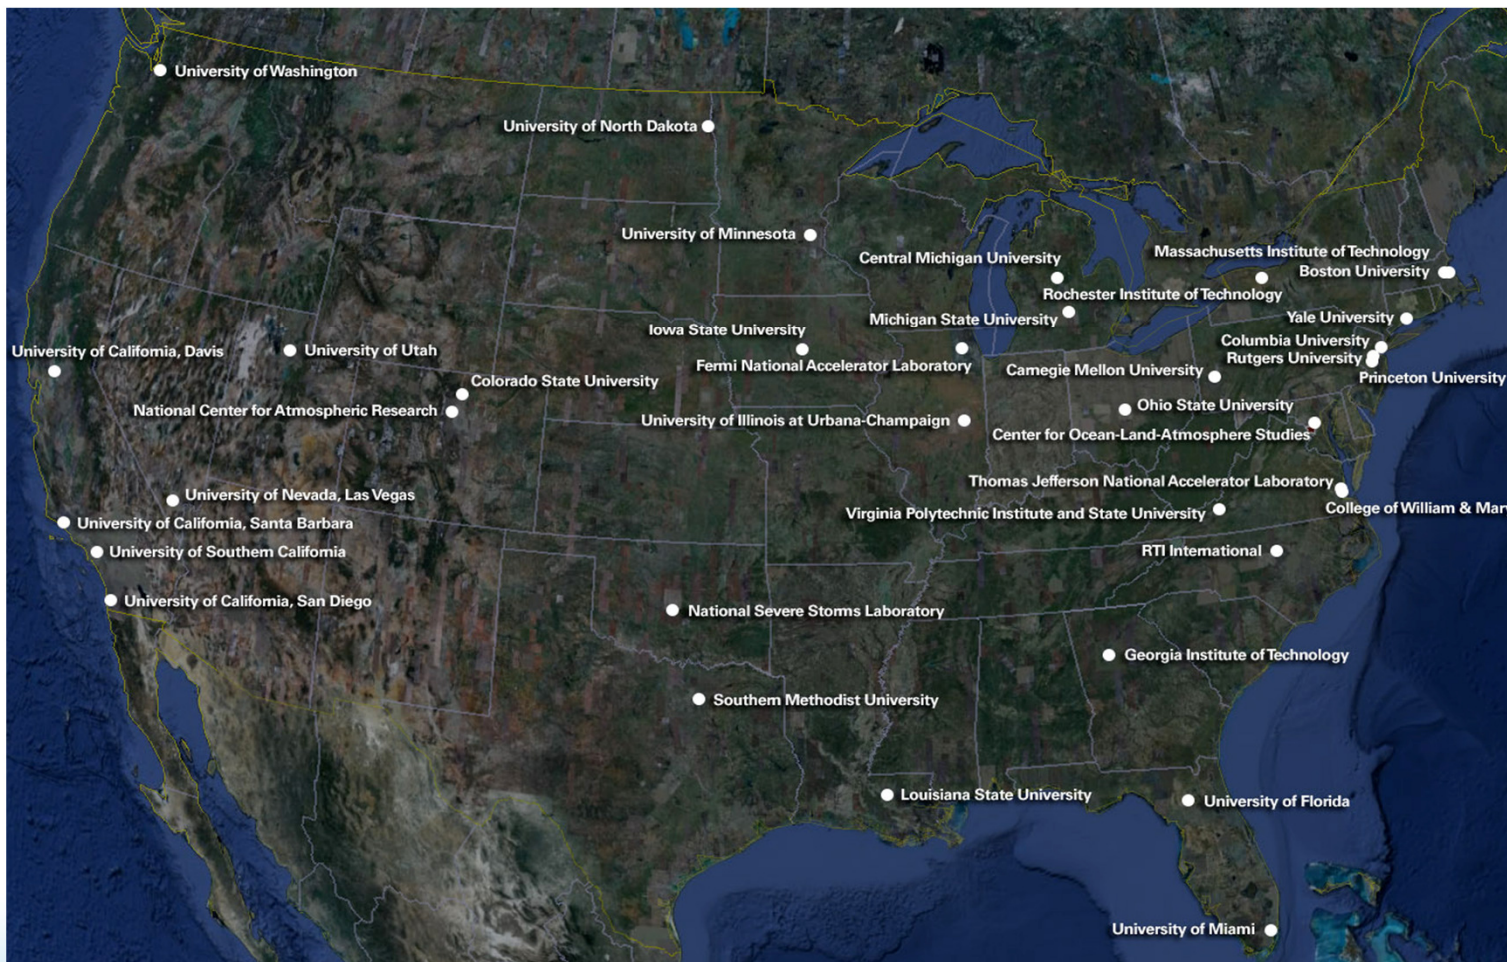 University of Washington
University of North Dakota
University of Minnesota
Central Michigan University
Massachusetts Institute of Technology
Boston University
Rochester Institute of Technology
Michigan State University
Yale University
Iowa State University
Columbia University
University of California, Davis
University of Utah
Rutgers University
Fermi National Accelerator Laboratory
Carnegie Mellon University
Princeton University
Colorado State University
National Center for Atmospheric Research
Ohio State University
University of Illinois at Urbana-Champaign
Center for Ocean-Land-Atmosphere Studies
Thomas Jefferson National Accelerator Laboratory
University of Nevada, Las Vegas
College of William & Mar
Virginia Polytechnic Institute and State University
University of California, Santa Barbara
University of Southern California
RTI International
University of California, San Diego
National Severe Storms Laboratory
Georgia Institute of Technology
Southern Methodist University
Louisiana State University
University of Florida
University of Miami